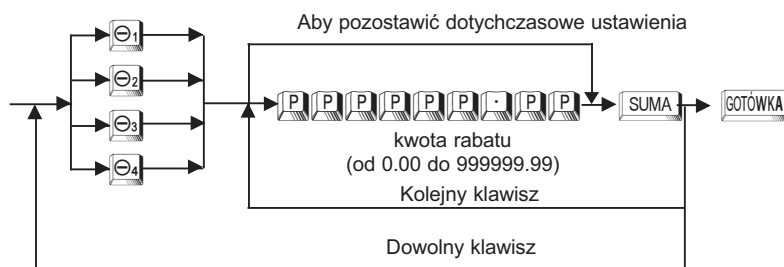 Aby pozostawić dotychczasowe ustawienia
⊖1
⊖2
⊖3
⊖4
P P P P P P · P P SUMA GOTÓWKA
kwota rabatu
(od 0.00 do 999999.99)
Kolejny klawisz
Dowolny klawisz